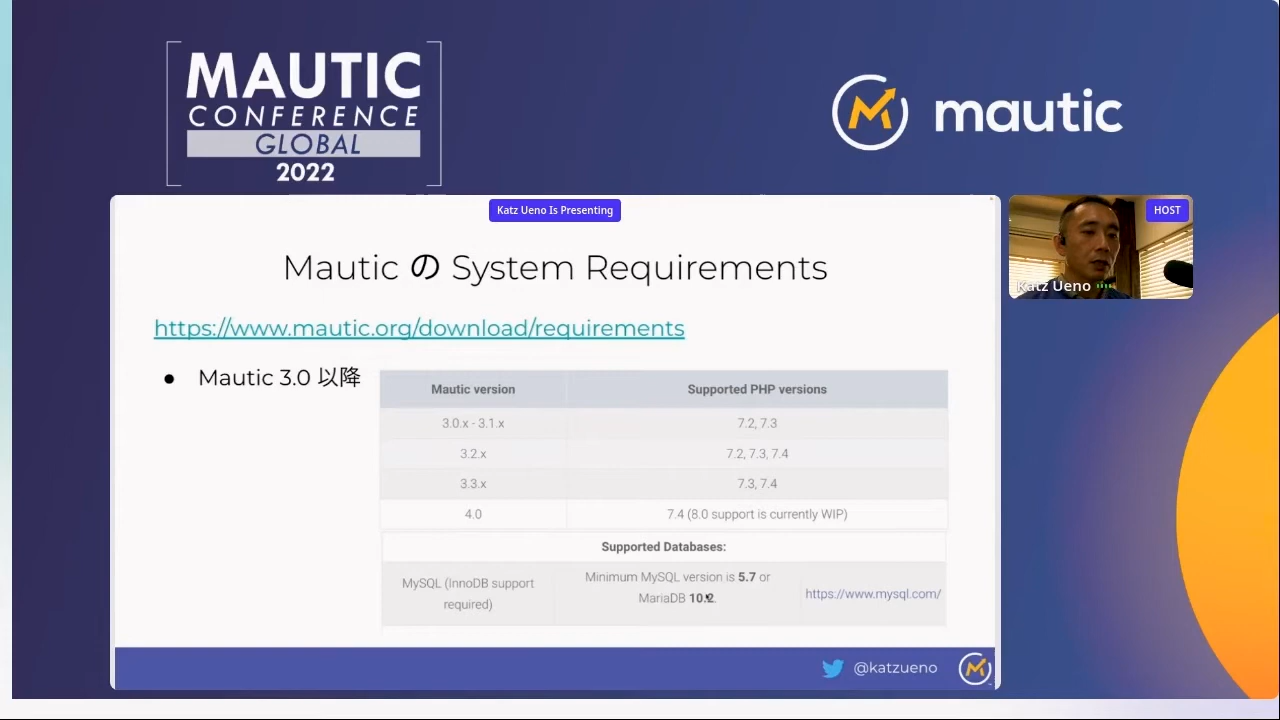 MAUTIC
CONFERENCE
GLOBAL
2022
mautic
Katz Ueno Is Presenting
HOST
Katz Ueno
Mautic の System Requirements
https://www.mautic.org/download/requirements
● Mautic 3.0 以降
Mautic version Supported PHP versions
3.0.x - 3.1.x 7.2, 7.3
3.2.x 7.2, 7.3, 7.4
3.3.x 7.3, 7.4
4.0 7.4 (8.0 support is currently WIP)
Supported Databases:
MySQL (InnoDB support
required)
Minimum MySQL version is 5.7 or
MariaDB 10.2.
https://www.mysql.com/
@katzueno